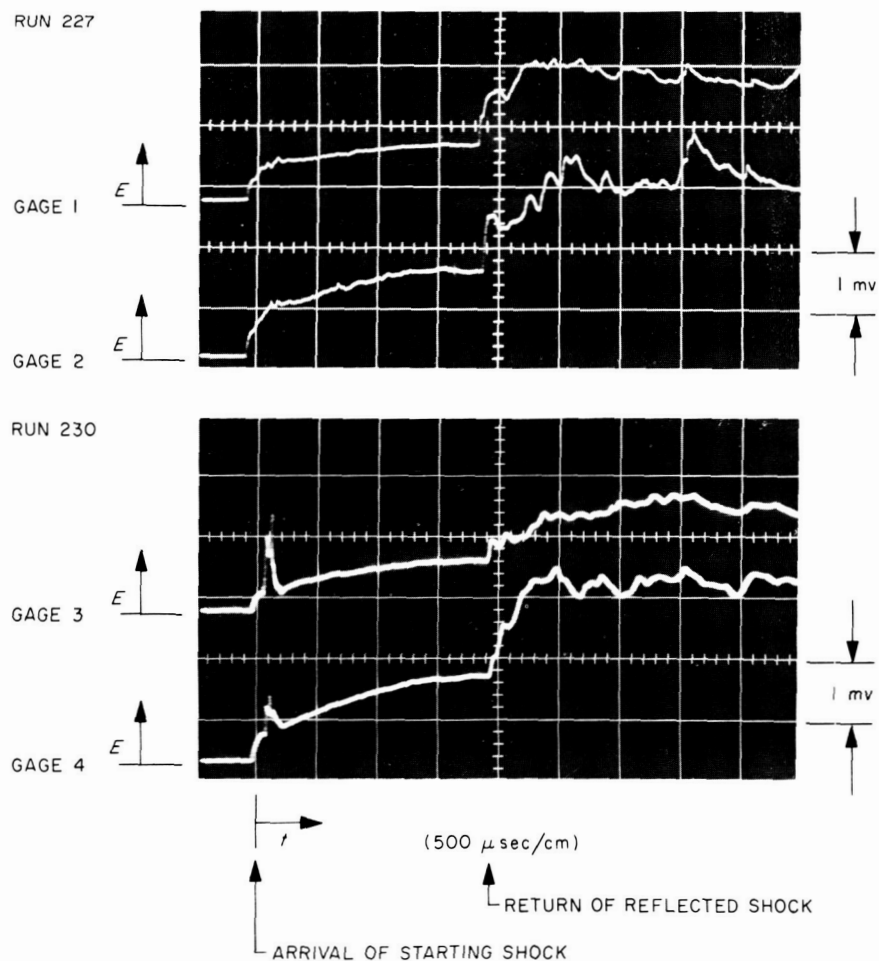 RUN 227
E
GAGE 1
1 mv
E
GAGE 2
RUN 230
E
GAGE 3
1 mv
E
GAGE 4
t
(500 μsec/cm)
RETURN OF REFLECTED SHOCK
ARRIVAL OF STARTING SHOCK